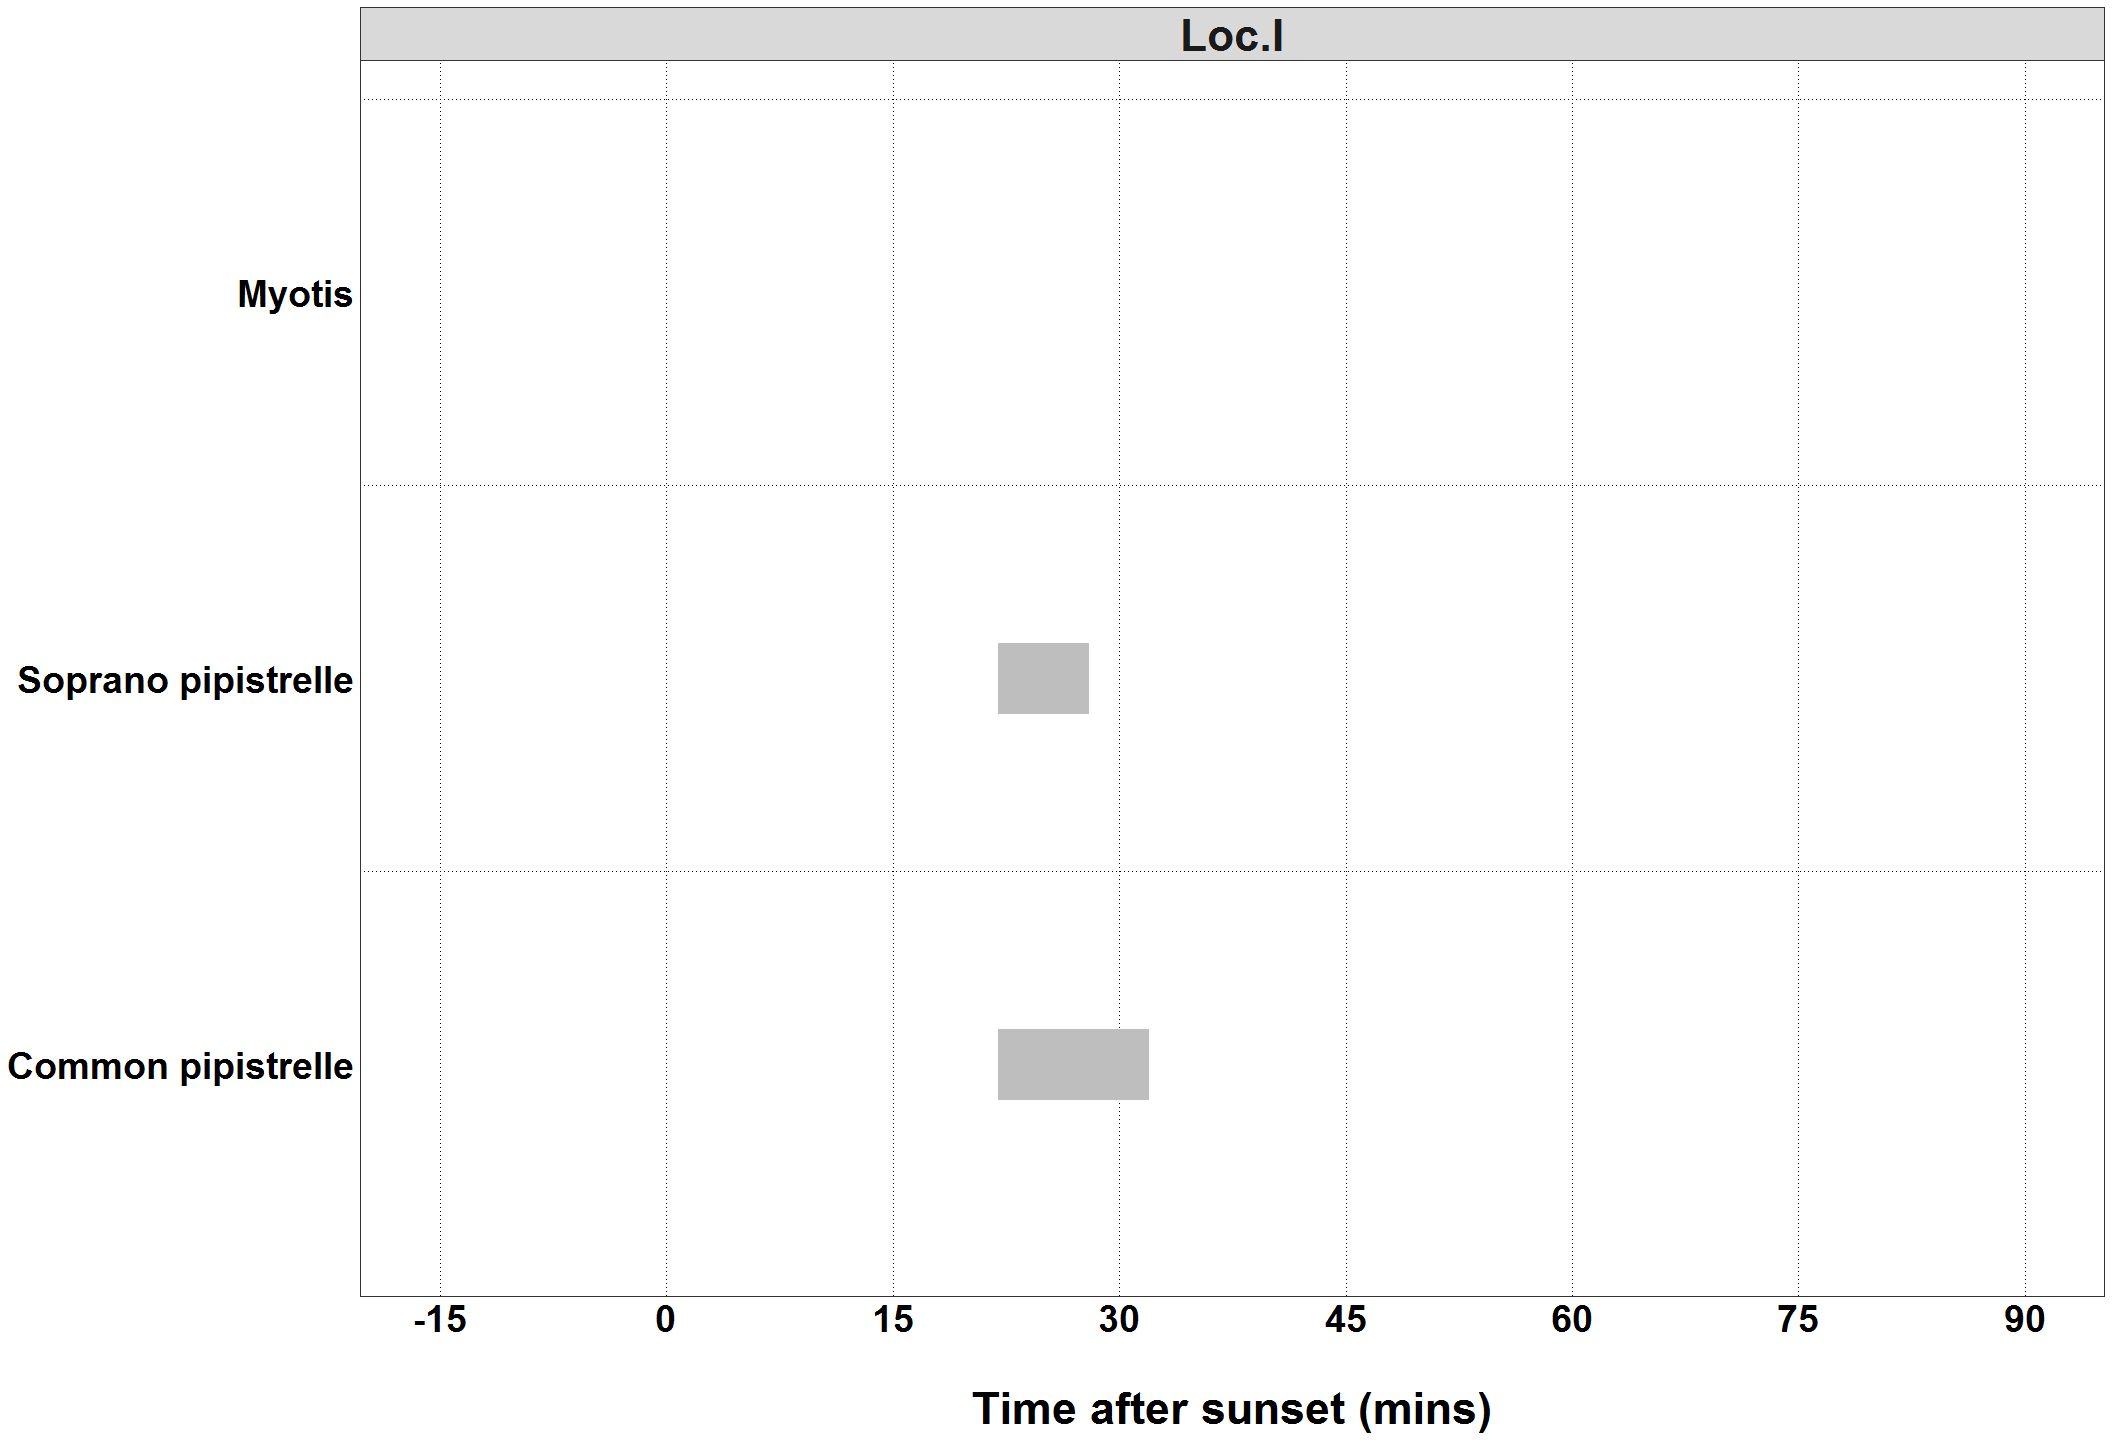 Loc.I
Myotis
Soprano pipistrelle
Common pipistrelle
-15 0 15 30 45 60 75 90
Time after sunset (mins)